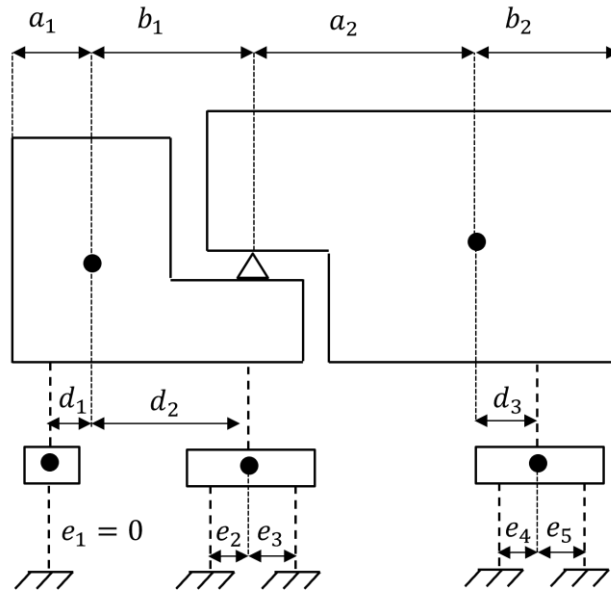 a₁ b₁ a₂ b₂
d₁ d₂ d₃
e₁ = 0 e₂ e₃ e₄ e₅